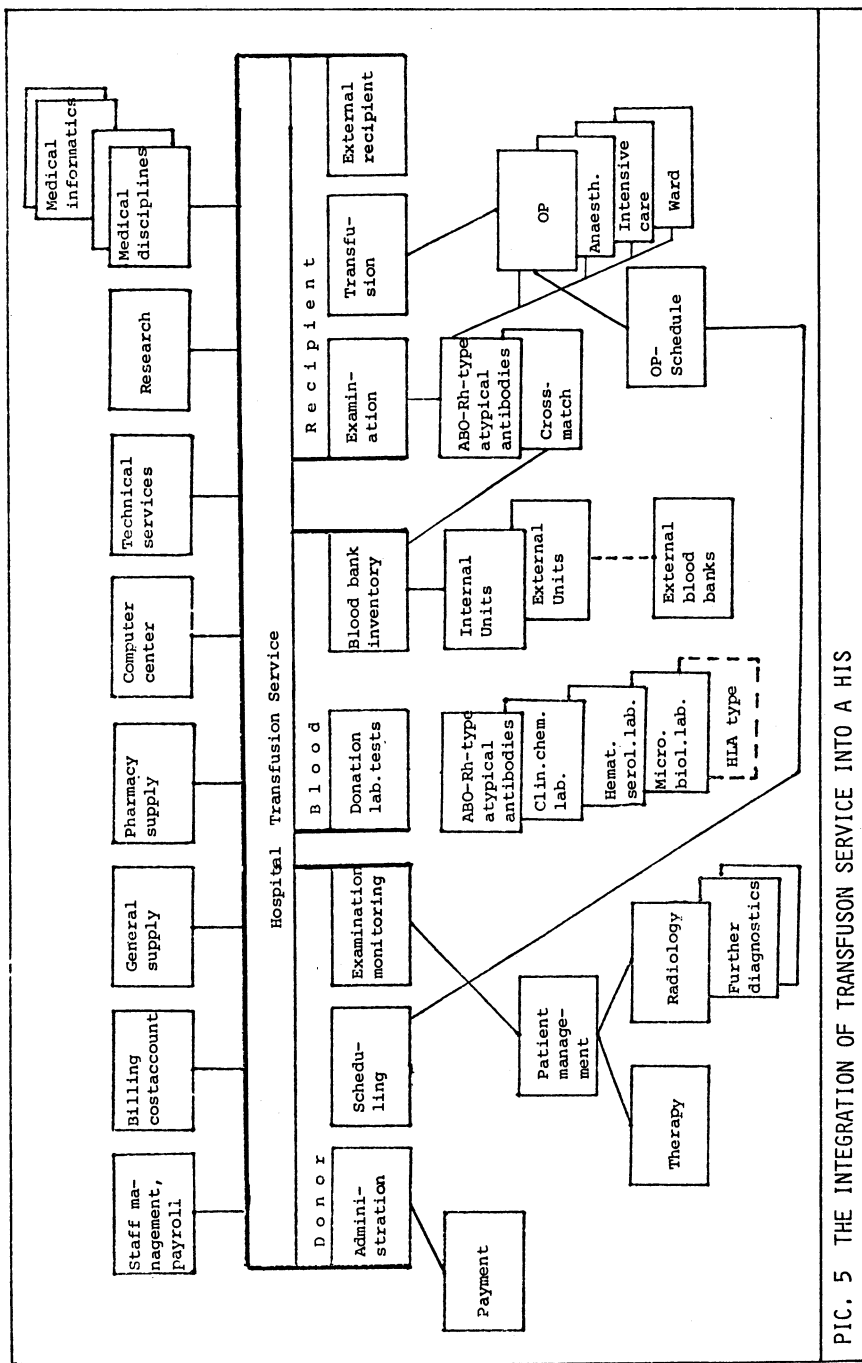 Staff ma-
nagement,
payroli
Billing
costaccount
General
supply
Pharmacy
supply
Computer
center
Technical
services
Research
Medical
informatics
Medical
disciplines
Hospital Transfusion Service
Donor
Blood
Recipient
Admini-
stration
Schedu-
ling
Examination
monitoring
Donation
lab.tests
Blood bank
inventory
Examin-
ation
Transfu-
sion
External
recipient
Payment
Patient
manage-
ment
Therapy
Radiology
Further
diagnostics
ABO-Rh-type
atypical
antibodies
Clin.chem.
lab.
Hemat.
serol.lab.
Micro.
biol.lab.
HLA type
Internal
Units
External
Units
External
blood
banks
ABO-Rh-type
atypical
antibodies
Cross-
match
OP
Anaesth.
Intensive
care
Ward
OP-
Schedule
PIC. 5 THE INTEGRATION OF TRANSFUSON SERVICE INTO A HIS